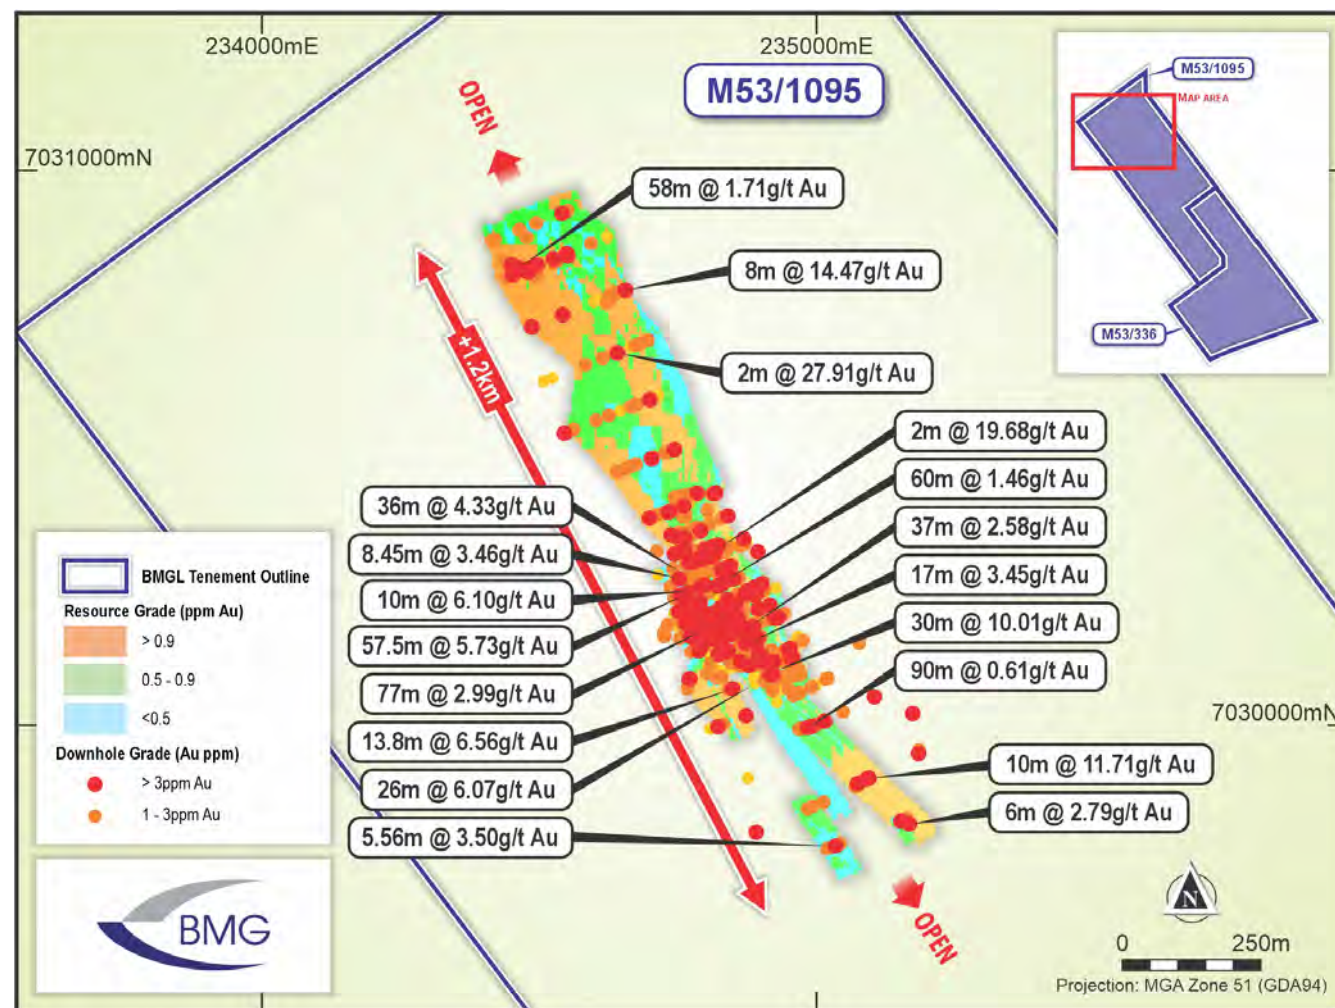 234000mE
235000mE
M53/1095
M53/1095
MAP AREA
M53/336
OPEN
7031000mN
58m @ 1.71g/t Au
8m @ 14.47g/t Au
+1.2km
2m @ 27.91g/t Au
2m @ 19.68g/t Au
60m @ 1.46g/t Au
37m @ 2.58g/t Au
17m @ 3.45g/t Au
30m @ 10.01g/t Au
90m @ 0.61g/t Au
36m @ 4.33g/t Au
8.45m @ 3.46g/t Au
10m @ 6.10g/t Au
57.5m @ 5.73g/t Au
77m @ 2.99g/t Au
13.8m @ 6.56g/t Au
26m @ 6.07g/t Au
5.56m @ 3.50g/t Au
7030000mN
10m @ 11.71g/t Au
6m @ 2.79g/t Au
OPEN
BMGL Tenement Outline
Resource Grade (ppm Au)
> 0.9
0.5 - 0.9
<0.5
Downhole Grade (Au ppm)
> 3ppm Au
1 - 3ppm Au
BMG
N
0 250m
Projection: MGA Zone 51 (GDA94)